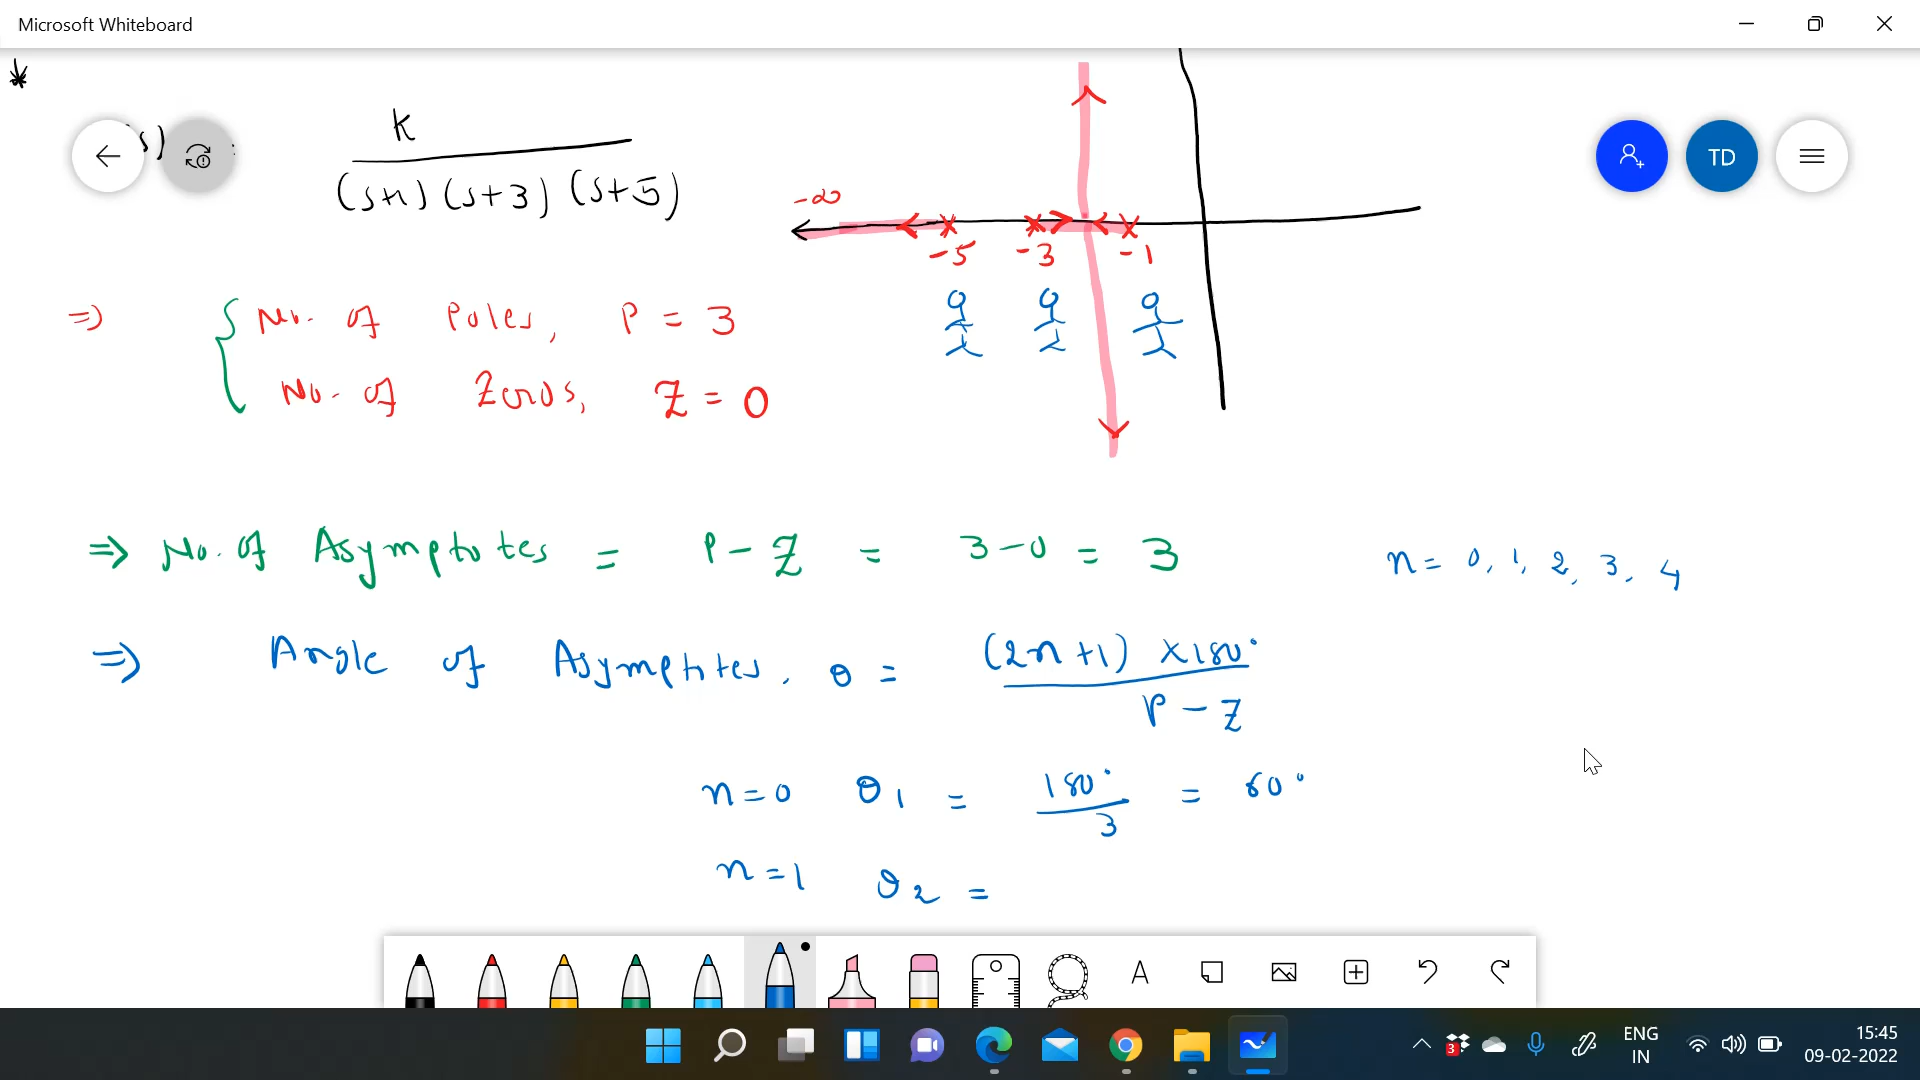 Microsoft Whiteboard
s)
K
(s+1) (s+3) (s+5)
-∞
-5 -3 -1
TD
⇒ { No. of Poles, P = 3
No. of Zeros, Z = 0
⇒ No. of Asymptotes = P - Z = 3 - 0 = 3
n = 0, 1, 2, 3, 4
⇒ Angle of Asymptotes, θ = (2n+1) × 180°
P - Z
n = 0 θ1 = 180° / 3 = 60°
n = 1 θ2 =
A
3
ENG
IN
15:45
09-02-2022